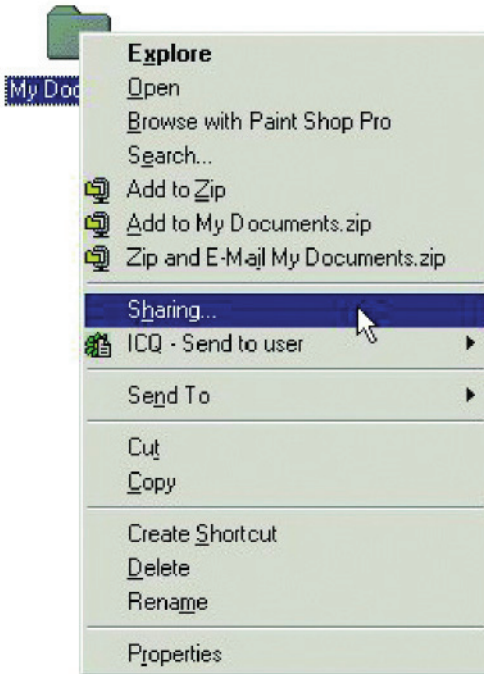 My Doc
Explore
Open
Browse with Paint Shop Pro
Search...
Add to Zip
Add to My Documents.zip
Zip and E-Mail My Documents.zip
Sharing...
ICQ - Send to user
Send To
Cut
Copy
Create Shortcut
Delete
Rename
Properties